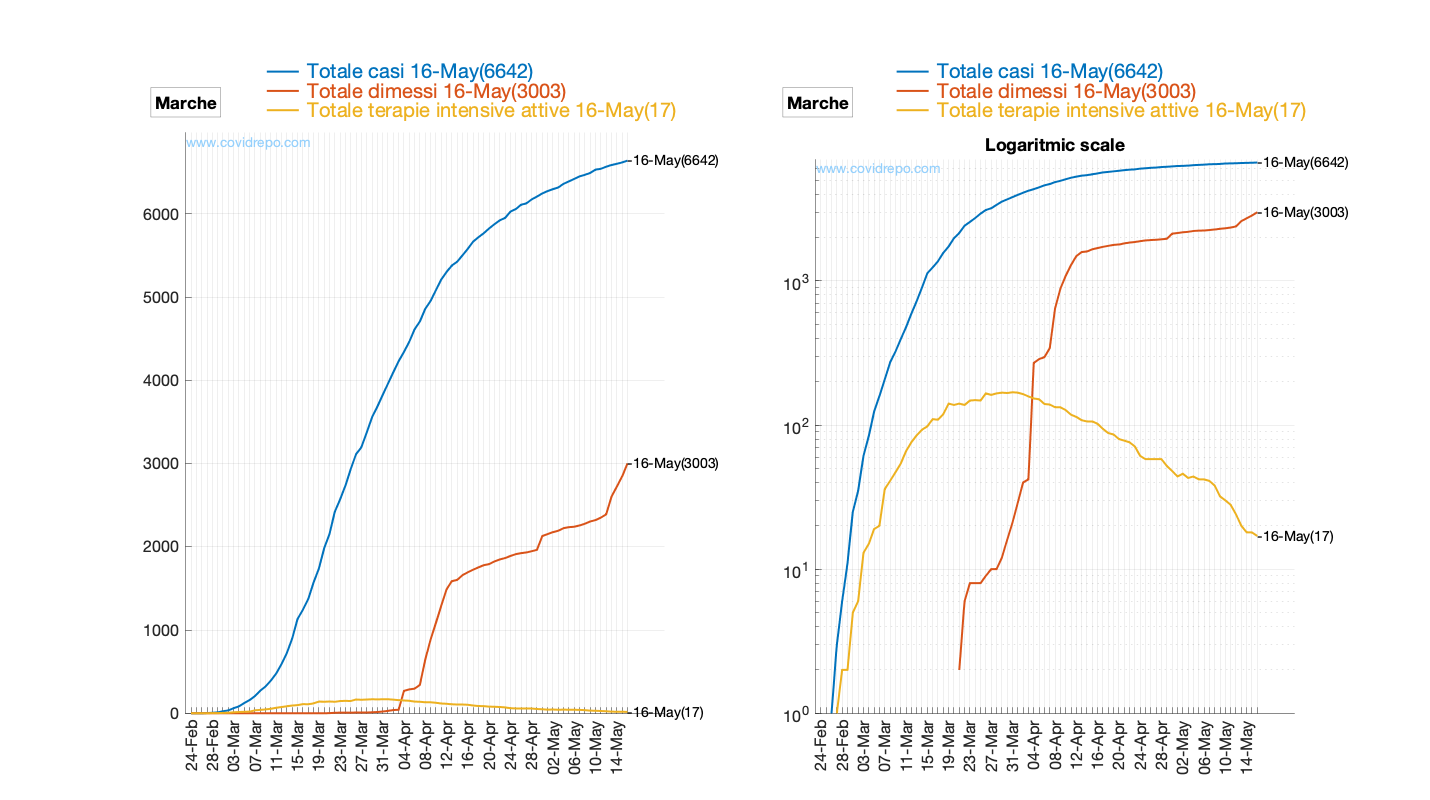 Totale casi 16-May(6642)
Totale dimessi 16-May(3003)
Totale terapie intensive attive 16-May(17)
Marche
www.covidrepo.com
16-May(6642)
16-May(3003)
16-May(17)
6000
5000
4000
3000
2000
1000
0
24-Feb
28-Feb
03-Mar
07-Mar
11-Mar
15-Mar
19-Mar
23-Mar
27-Mar
31-Mar
04-Apr
08-Apr
12-Apr
16-Apr
20-Apr
24-Apr
28-Apr
02-May
06-May
10-May
14-May
Totale casi 16-May(6642)
Totale dimessi 16-May(3003)
Totale terapie intensive attive 16-May(17)
Marche
Logaritmic scale
www.covidrepo.com
16-May(6642)
16-May(3003)
16-May(17)
10³
10²
10¹
10⁰
24-Feb
28-Feb
03-Mar
07-Mar
11-Mar
15-Mar
19-Mar
23-Mar
27-Mar
31-Mar
04-Apr
08-Apr
12-Apr
16-Apr
20-Apr
24-Apr
28-Apr
02-May
06-May
10-May
14-May